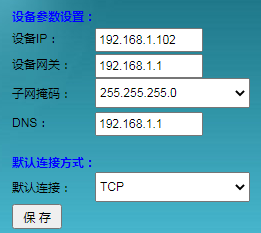 设备参数设置：
设备IP： 192.168.1.102
设备网关： 192.168.1.1
子网掩码： 255.255.255.0
DNS： 192.168.1.1
默认连接方式：
默认连接： TCP
保 存